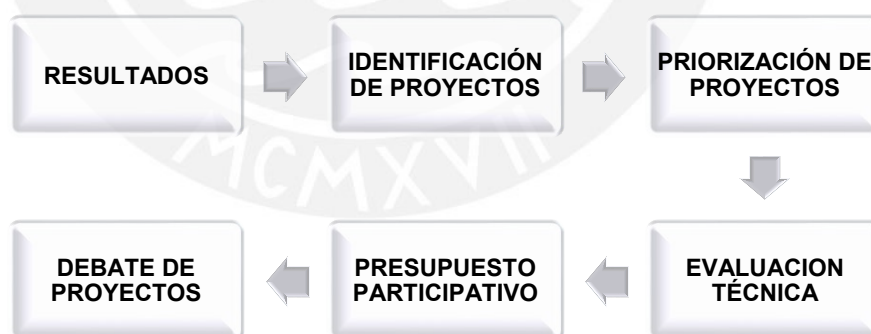 RESULTADOS
IDENTIFICACIÓN
DE PROYECTOS
PRIORIZACIÓN DE
PROYECTOS
EVALUACION
TÉCNICA
PRESUPUESTO
PARTICIPATIVO
DEBATE DE
PROYECTOS
MCMXVII